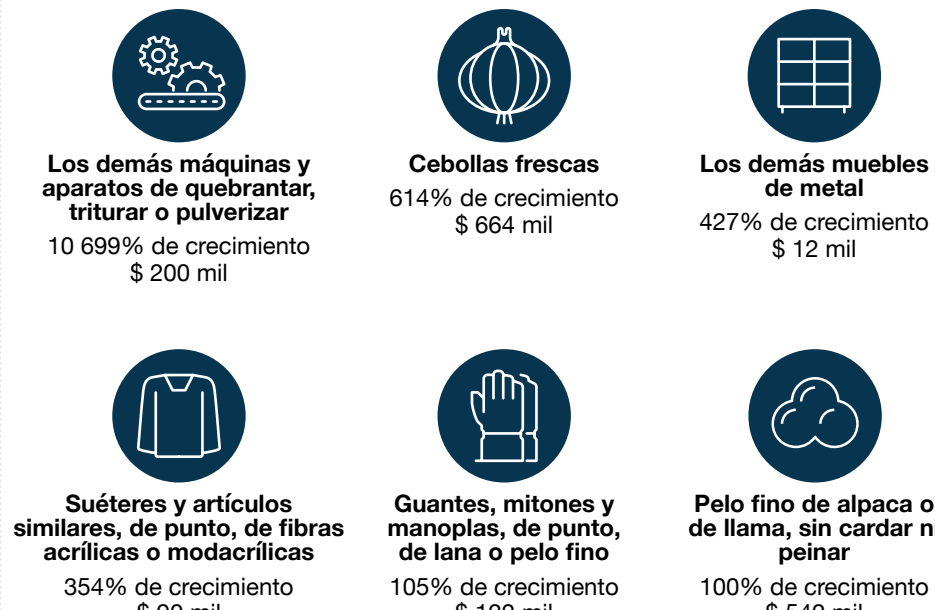 Los demás máquinas y
aparatos de quebrantar,
triturar o pulverizar
10 699% de crecimiento
$ 200 mil
Cebollas frescas
614% de crecimiento
$ 664 mil
Los demás muebles
de metal
427% de crecimiento
$ 12 mil
Suéteres y artículos
similares, de punto, de fibras
acrílicas o modacrílicas
354% de crecimiento
Guantes, mitones y
manoplas, de punto,
de lana o pelo fino
105% de crecimiento
Pelo fino de alpaca o
de llama, sin cardar ni
peinar
100% de crecimiento